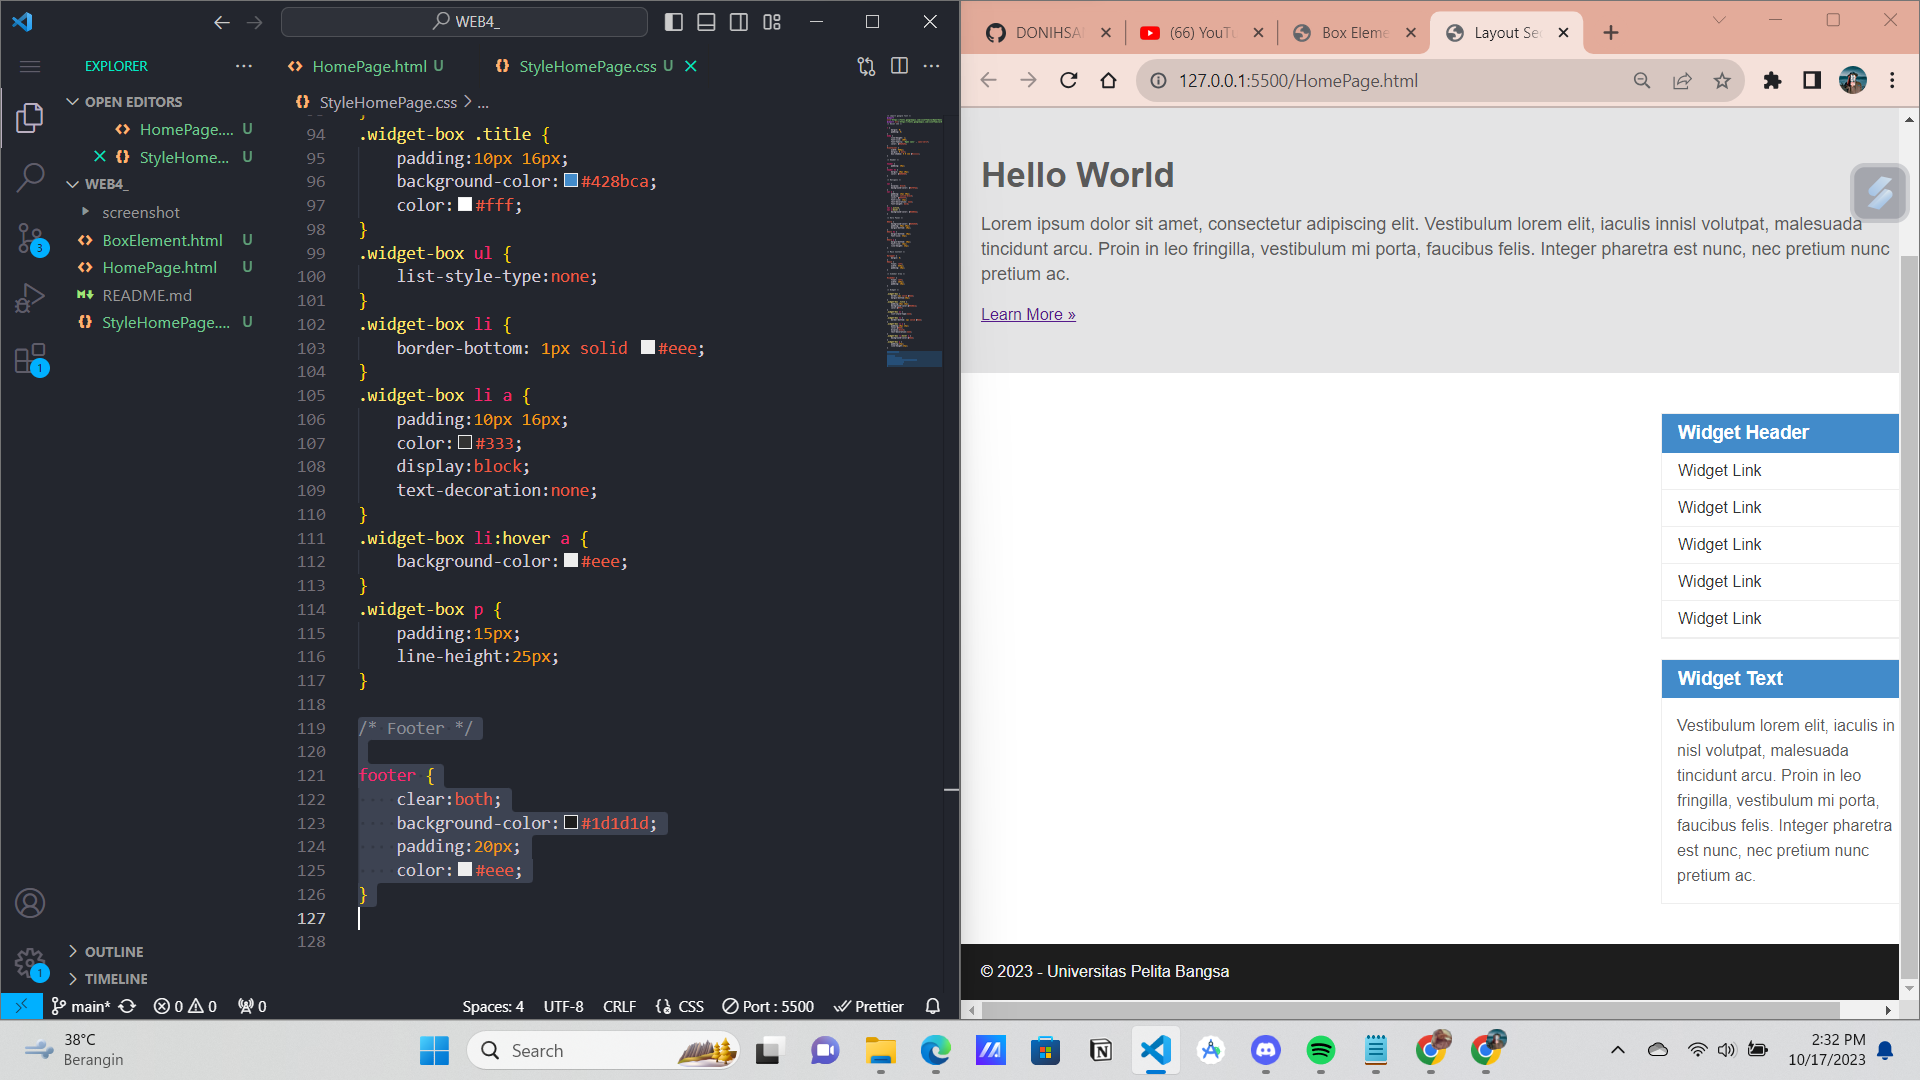 WEB4_
EXPLORER
HomePage.html U
StyleHomePage.css U
OPEN EDITORS
HomePage.... U
StyleHome... U
WEB4_
screenshot
BoxElement.html U
HomePage.html U
README.md
StyleHomePage.... U
3
1
1
OUTLINE
TIMELINE
StyleHomePage.css > ...
94 .widget-box .title {
95 padding:10px 16px;
96 background-color:#428bca;
97 color:#fff;
98 }
99 .widget-box ul {
100 list-style-type:none;
101 }
102 .widget-box li {
103 border-bottom: 1px solid #eee;
104 }
105 .widget-box li a {
106 padding:10px 16px;
107 color:#333;
108 display:block;
109 text-decoration:none;
110 }
111 .widget-box li:hover a {
112 background-color:#eee;
113 }
114 .widget-box p {
115 padding:15px;
116 line-height:25px;
117 }
118
119 /* Footer */
120
121 footer {
122 clear:both;
123 background-color:#1d1d1d;
124 padding:20px;
125 color:#eee;
126 }
127
128
main* 0 0 0 Spaces: 4 UTF-8 CRLF CSS Port : 5500 Prettier
DONIHSA
(66) YouTu
Box Eleme
Layout Se
127.0.0.1:5500/HomePage.html
Hello World
Lorem ipsum dolor sit amet, consectetur adipiscing elit. Vestibulum lorem elit, iaculis innisl volutpat, malesuada
tincidunt arcu. Proin in leo fringilla, vestibulum mi porta, faucibus felis. Integer pharetra est nunc, nec pretium nunc
pretium ac.
Learn More »
Widget Header
Widget Link
Widget Link
Widget Link
Widget Link
Widget Link
Widget Text
Vestibulum lorem elit, iaculis in
nisl volutpat, malesuada
tincidunt arcu. Proin in leo
fringilla, vestibulum mi porta,
faucibus felis. Integer pharetra
est nunc, nec pretium nunc
pretium ac.
© 2023 - Universitas Pelita Bangsa
38°C
Berangin
Search
2:32 PM
10/17/2023